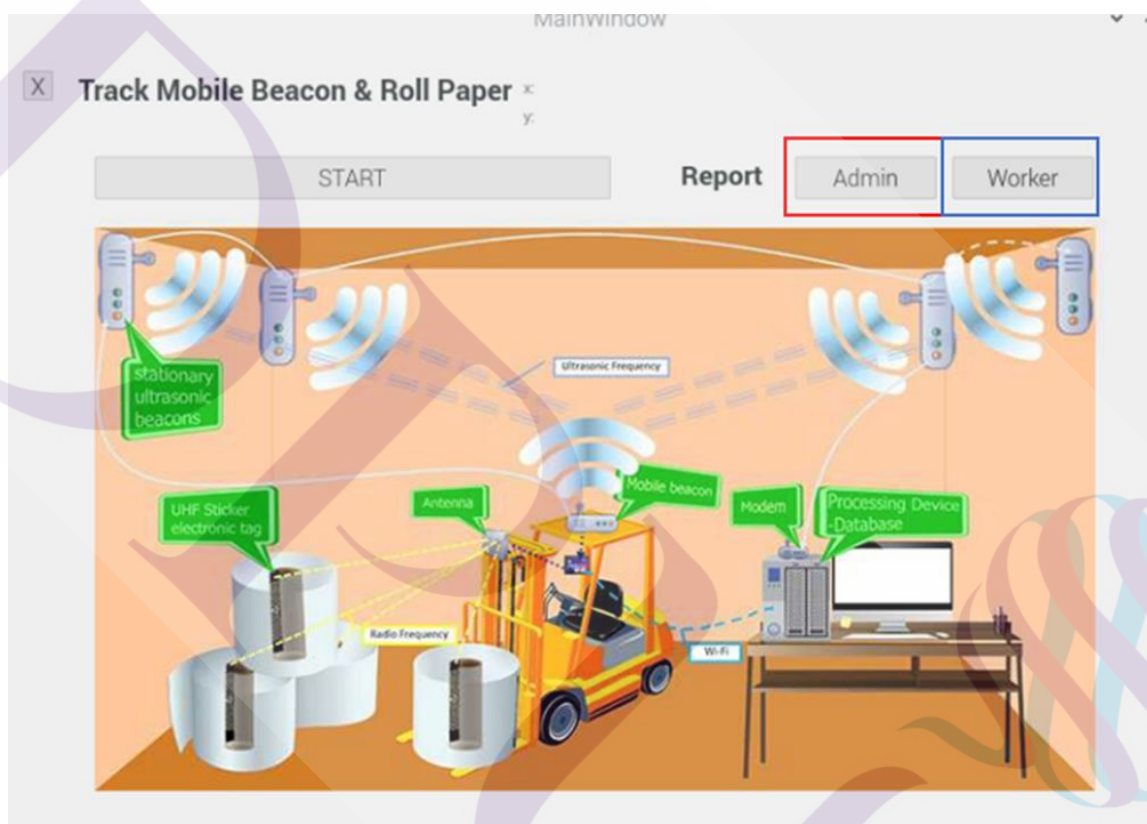 MainWindow
X
Track Mobile Beacon & Roll Paper
x:
y:
START
Report
Admin
Worker
stationary
ultrasonic
beacons
Ultrasonic Frequency
Mobile beacon
Antenna
UHF Sticker
electronic tag
Modem
Processing Device
-Database
Radio Frequency
Wi-Fi